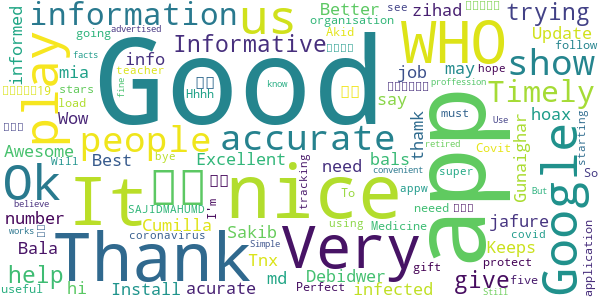 informed
information
us
Better
organisation
zihad
see
trying
going
advertised
Akid
Update
follow
facts
Informative
WHO
play
mia
info
teacher
stars
load
Hhnh
job
may
hope
show
Wow
Good
say
Timely
hoax
people
accurate
thamk
must
Covit
proffession
starting
Awesome
Will
bye
Best
Excellent
need
bals
know
fine
app
retired
Use
So
Ok
It
nice
Gunaighar
super
To
appw
convenient
Google
application
believe
number
SAJIDMAHUMD
I'm
tracking
using
Medicine
But
neeed
Cumilla
Sakib
Very
Keeps
covid
works
Bala
coronavirus
Tnx
Thank
gift
protect
help
hi
md
Debidwer
give
five
useful
Install
acurate
Simple
Perfect
infected
Still
jafure